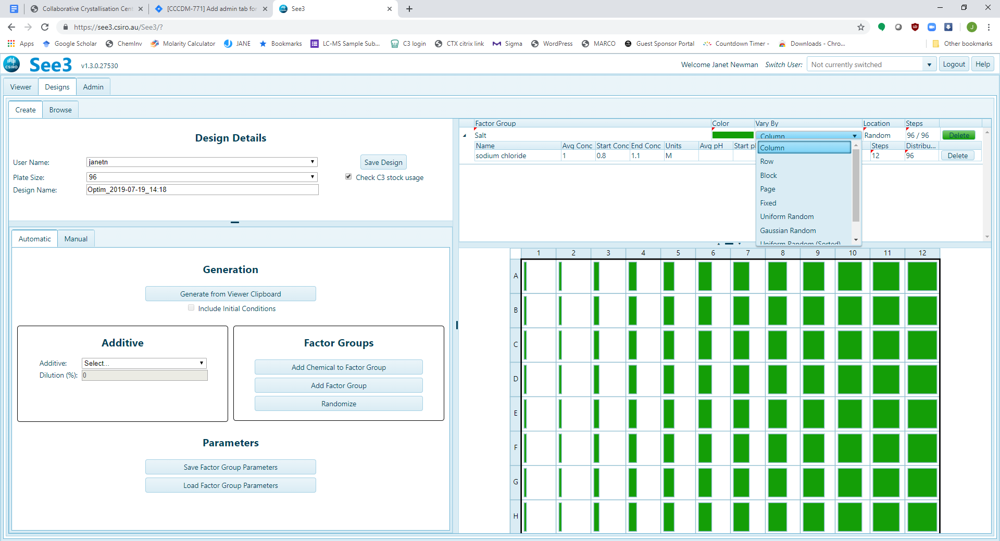 Collaborative Crystallisation Cent
[CCCDM-771] Add admin tab for
See3
https://see3.csiro.au/See3/?
J
Apps
Google Scholar
ChemInv
Molarity Calculator
JANE
Bookmarks
LC-MS Sample Sub...
C3 login
CTX citrix link
Sigma
WordPress
MARCO
Guest Sponsor Portal
Countdown Timer -
Downloads - Chro...
Other bookmarks
CSIRO
See3 v1.3.0.27530
Welcome Janet Newman Switch User: Not currently switched Logout Help
Viewer Designs Admin
Create Browse
Design Details
User Name: janetn
Save Design
Plate Size: 96
Check C3 stock usage
Design Name: Optim_2019-07-19_14:18
Automatic Manual
Generation
Generate from Viewer Clipboard
Include Initial Conditions
Additive
Additive: Select...
Dilution (%): 0
Factor Groups
Add Chemical to Factor Group
Add Factor Group
Randomize
Parameters
Save Factor Group Parameters
Load Factor Group Parameters
Factor Group Color Vary By Location Steps
Salt Column Random 96 / 96 Delete
Name Avg Conc Start Conc End Conc Units Avg pH Start p Steps Distribu...
sodium chloride 1 0.8 1.1 M 12 96 Delete
Column
Row
Block
Page
Fixed
Uniform Random
Gaussian Random
Uniform Random (Sorted)
1 2 3 4 5 6 7 8 9 10 11 12
A
B
C
D
E
F
G
H